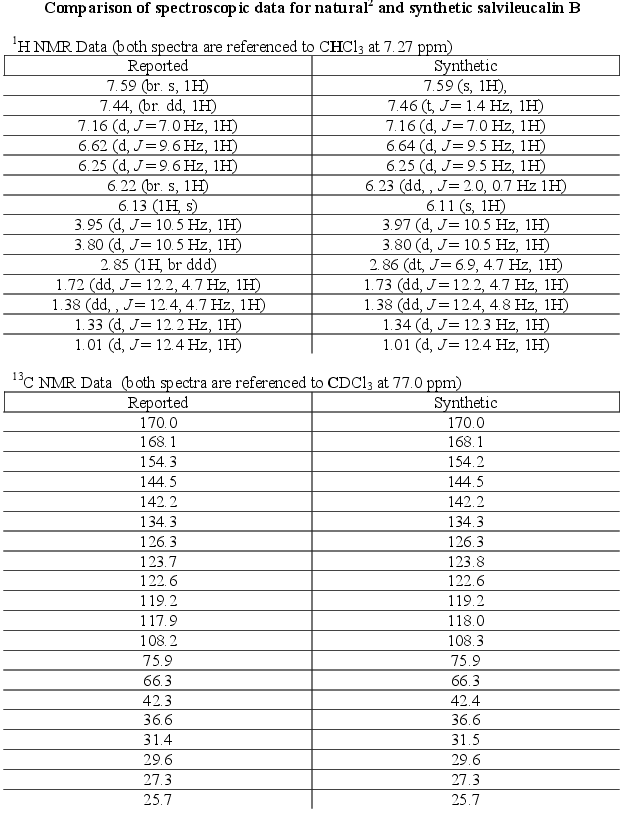 Comparison of spectroscopic data for natural² and synthetic salvileucalin B
¹H NMR Data (both spectra are referenced to CHCl₃ at 7.27 ppm)
Reported Synthetic
7.59 (br. s, 1H) 7.59 (s, 1H),
7.44, (br. dd, 1H) 7.46 (t, J = 1.4 Hz, 1H)
7.16 (d, J = 7.0 Hz, 1H) 7.16 (d, J = 7.0 Hz, 1H)
6.62 (d, J = 9.6 Hz, 1H) 6.64 (d, J = 9.5 Hz, 1H)
6.25 (d, J = 9.6 Hz, 1H) 6.25 (d, J = 9.5 Hz, 1H)
6.22 (br. s, 1H) 6.23 (dd, , J = 2.0, 0.7 Hz 1H)
6.13 (1H, s) 6.11 (s, 1H)
3.95 (d, J = 10.5 Hz, 1H) 3.97 (d, J = 10.5 Hz, 1H)
3.80 (d, J = 10.5 Hz, 1H) 3.80 (d, J = 10.5 Hz, 1H)
2.85 (1H, br ddd) 2.86 (dt, J = 6.9, 4.7 Hz, 1H)
1.72 (dd, J = 12.2, 4.7 Hz, 1H) 1.73 (dd, J = 12.2, 4.7 Hz, 1H)
1.38 (dd, , J = 12.4, 4.7 Hz, 1H) 1.38 (dd, J = 12.4, 4.8 Hz, 1H)
1.33 (d, J = 12.2 Hz, 1H) 1.34 (d, J = 12.3 Hz, 1H)
1.01 (d, J = 12.4 Hz, 1H) 1.01 (d, J = 12.4 Hz, 1H)
¹³C NMR Data (both spectra are referenced to CDCl₃ at 77.0 ppm)
Reported Synthetic
170.0 170.0
168.1 168.1
154.3 154.2
144.5 144.5
142.2 142.2
134.3 134.3
126.3 126.3
123.7 123.8
122.6 122.6
119.2 119.2
117.9 118.0
108.2 108.3
75.9 75.9
66.3 66.3
42.3 42.4
36.6 36.6
31.4 31.5
29.6 29.6
27.3 27.3
25.7 25.7